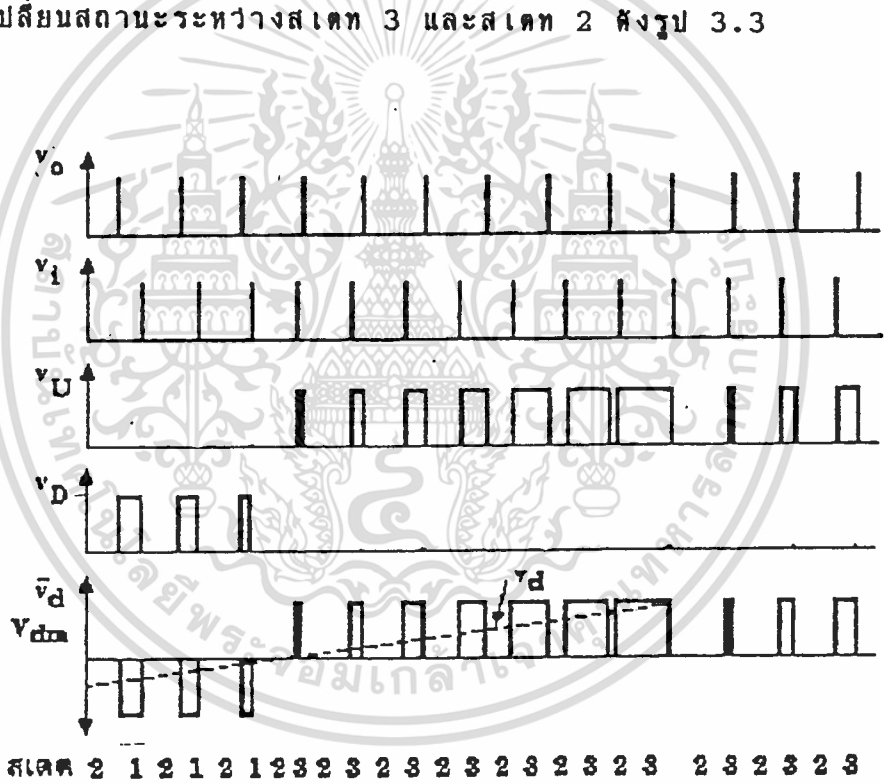 เปลี่ยนสถานะระหว่างสเตท 3 และสเตท 2 ดังรูป 3.3
v_o
v_i
v_U
v_D
v̄_d
v_d
V_dm
สเตต 2 1 2 1 2 1 2 3 2 3 2 3 2 3 2 3 2 3 2 3 2 3 2 3 2 3